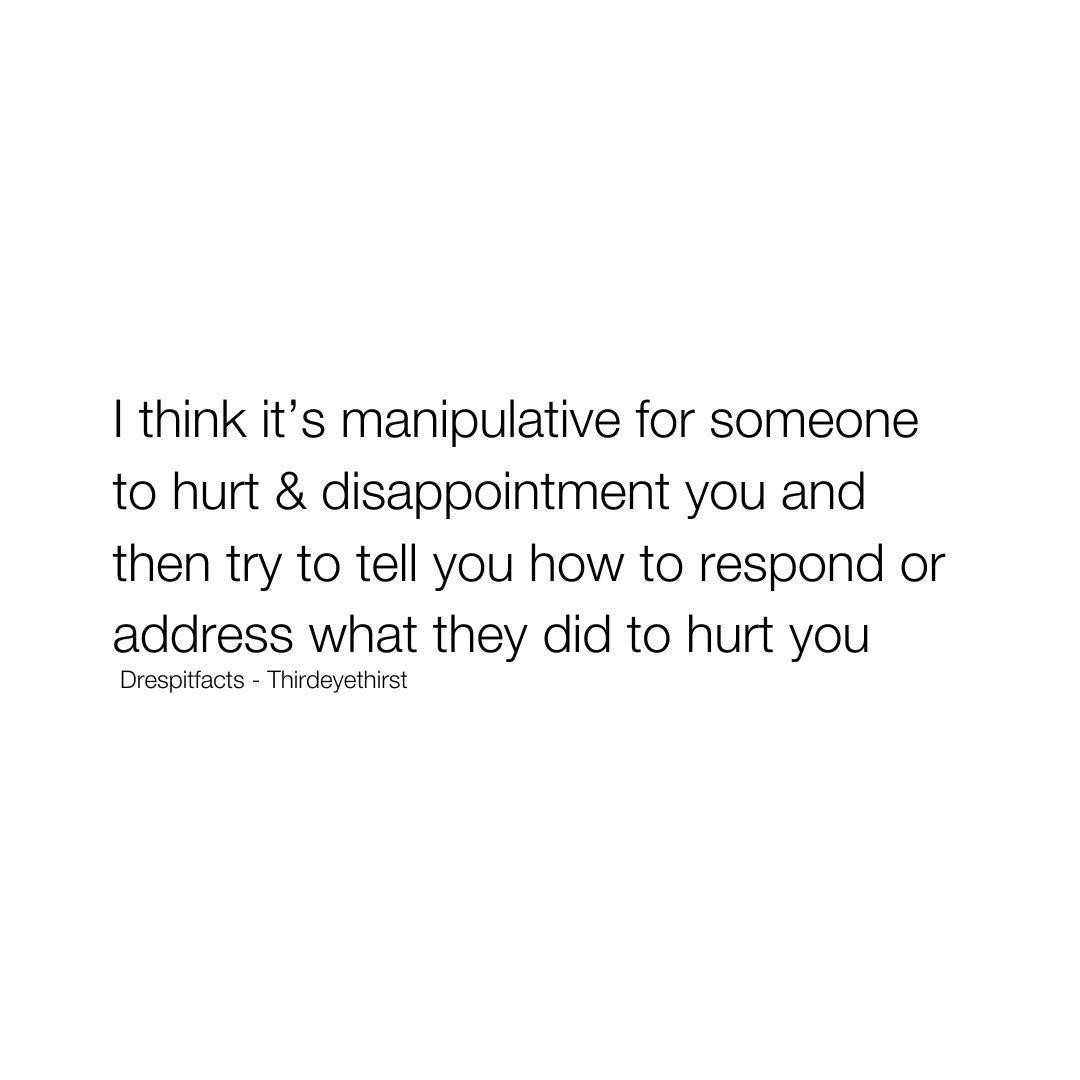 I think it’s manipulative for someone
to hurt & disappointment you and
then try to tell you how to respond or
address what they did to hurt you
Drespitfacts - Thirdeyethirst